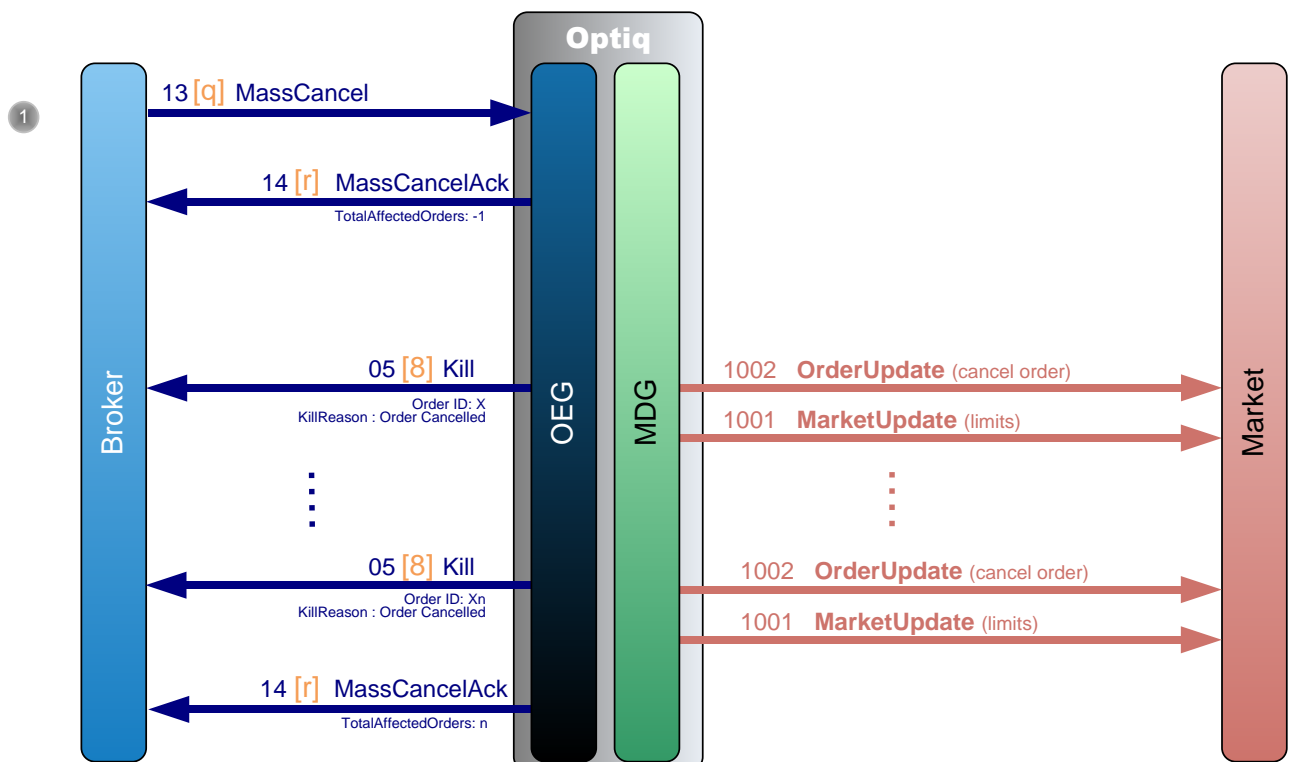 Optiq
13 [q] MassCancel
1
14 [r] MassCancelAck
TotalAffectedOrders: -1
05 [8] Kill
Order ID: X
KillReason : Order Cancelled
1002 OrderUpdate (cancel order)
1001 MarketUpdate (limits)
Broker
OEG
MDG
Market
05 [8] Kill
Order ID: Xn
KillReason : Order Cancelled
1002 OrderUpdate (cancel order)
1001 MarketUpdate (limits)
14 [r] MassCancelAck
TotalAffectedOrders: n